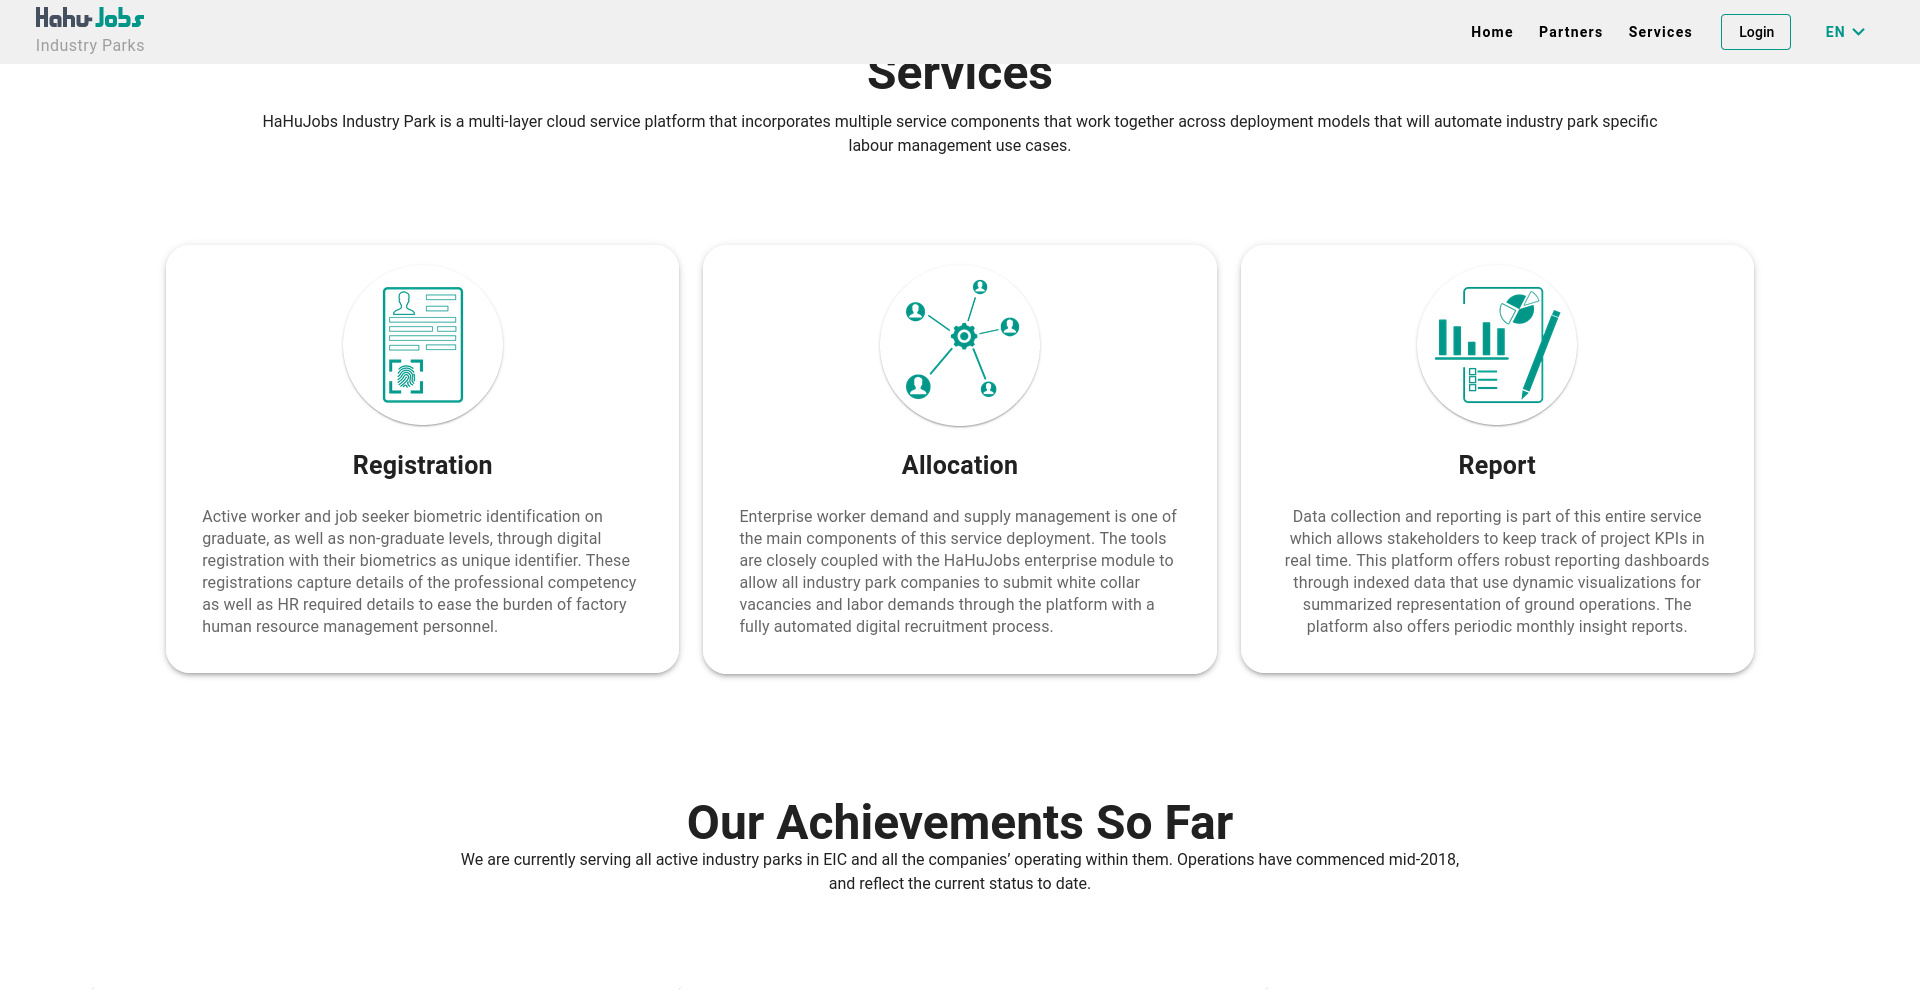 Hahu Jobs
Industry Parks
Home
Partners
Services
Login
EN
Services
HaHuJobs Industry Park is a multi-layer cloud service platform that incorporates multiple service components that work together across deployment models that will automate industry park specific
labour management use cases.
Registration
Active worker and job seeker biometric identification on
graduate, as well as non-graduate levels, through digital
registration with their biometrics as unique identifier. These
registrations capture details of the professional competency
as well as HR required details to ease the burden of factory
human resource management personnel.
Allocation
Enterprise worker demand and supply management is one of
the main components of this service deployment. The tools
are closely coupled with the HaHuJobs enterprise module to
allow all industry park companies to submit white collar
vacancies and labor demands through the platform with a
fully automated digital recruitment process.
Report
Data collection and reporting is part of this entire service
which allows stakeholders to keep track of project KPIs in
real time. This platform offers robust reporting dashboards
through indexed data that use dynamic visualizations for
summarized representation of ground operations. The
platform also offers periodic monthly insight reports.
Our Achievements So Far
We are currently serving all active industry parks in EIC and all the companies’ operating within them. Operations have commenced mid-2018,
and reflect the current status to date.